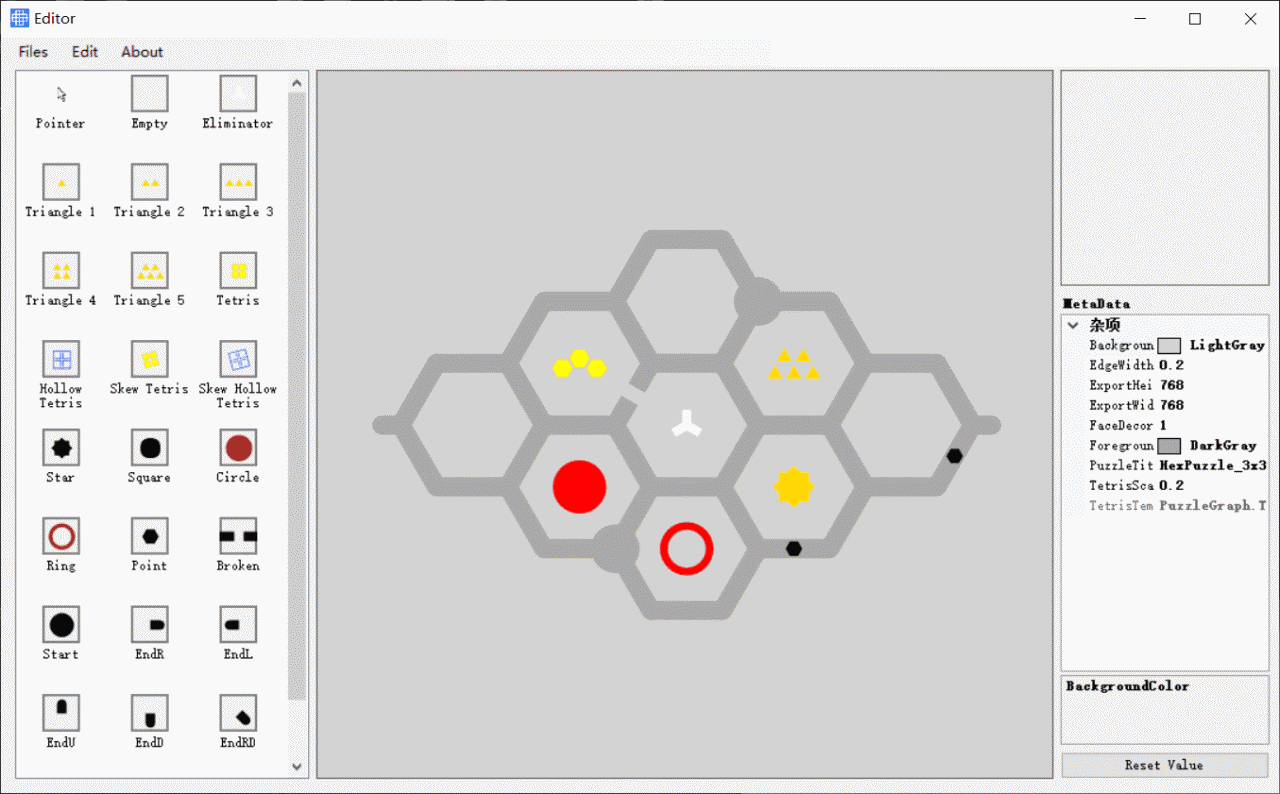 Editor
Files Edit About
Pointer Empty Eliminator
Triangle 1 Triangle 2 Triangle 3
Triangle 4 Triangle 5 Tetris
Hollow Tetris Skew Tetris Skew Hollow Tetris
Star Square Circle
Ring Point Broken
Start EndR EndL
EndU EndD EndRD
MetaData
杂项
Backgroun LightGray
EdgeWidth 0.2
ExportHei 768
ExportWid 768
FaceDecor 1
Foregroun DarkGray
PuzzleTit HexPuzzle_3x3
TetrisSca 0.2
TetrisTem PuzzleGraph.T
BackgroundColor
Reset Value